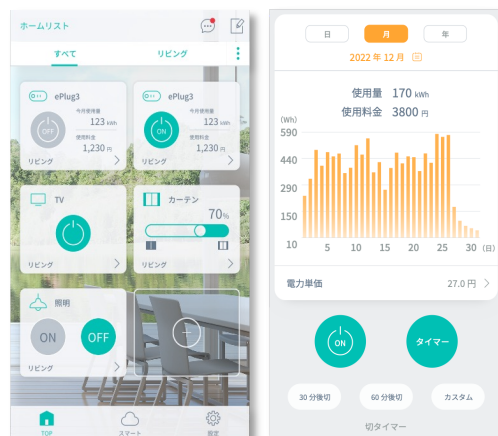 ホームリスト
すべて
リビング
ePlug3
今月使用量
OFF
123 kWh
使用料金
1,230 円
リビング
ePlug3
今月使用量
ON
123 kWh
使用料金
1,230 円
リビング
TV
リビング
カーテン
70%
リビング
照明
ON
OFF
リビング
TOP
スマート
設定
日
月
年
2022 年 12 月
使用量 170 kWh
使用料金 3800 円
(Wh)
590
440
290
150
10
5
10
15
20
25
30 (日)
電力単価
27.0 円
ON
タイマー
30 分後切
60 分後切
カスタム
切タイマー